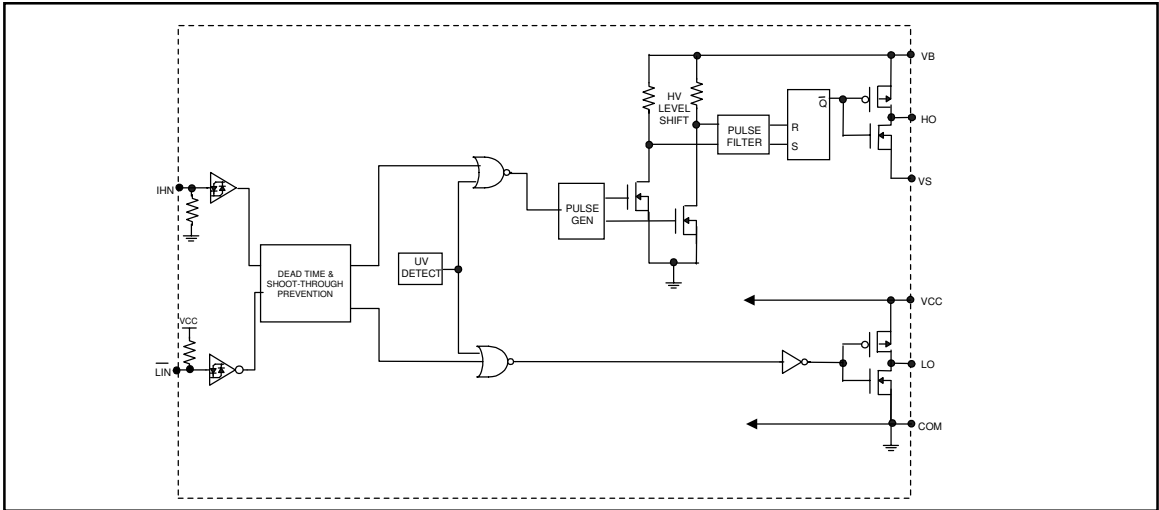 VB
HV
LEVEL
SHIFT
Q
R
S
PULSE
FILTER
HO
VS
IHN
PULSE
GEN
UV
DETECT
DEAD TIME &
SHOOT-THROUGH
PREVENTION
VCC
VCC
LIN
LO
COM